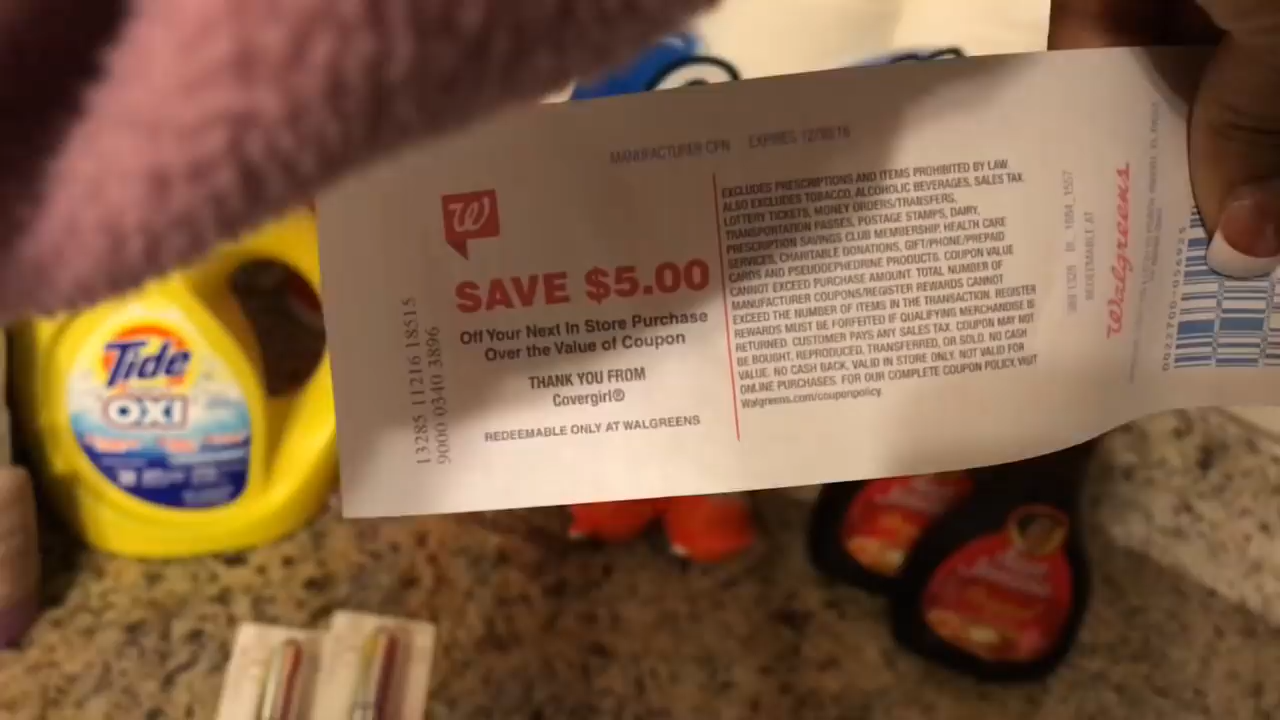 MANUFACTURER CPN EXPIRES
W
SAVE $5.00
Off Your Next In Store Purchase
Over the Value of Coupon
THANK YOU FROM
Covergirl®
REDEEMABLE ONLY AT WALGREENS
13285 11216 18515
9000 0340 3896
EXCLUDES PRESCRIPTIONS AND ITEMS PROHIBITED BY LAW.
ALSO EXCLUDES TOBACCO, ALCOHOLIC BEVERAGES, SALES TAX,
LOTTERY TICKETS, MONEY ORDERS/TRANSFERS,
TRANSPORTATION PASSES, POSTAGE STAMPS, DAIRY,
PRESCRIPTION SAVINGS CLUB MEMBERSHIP, HEALTH CARE
SERVICES, CHARITABLE DONATIONS, GIFT/PHONE/PREPAID
CARDS AND PSEUDOEPHEDRINE PRODUCTS. COUPON VALUE
CANNOT EXCEED PURCHASE AMOUNT. TOTAL NUMBER OF
MANUFACTURER COUPONS/REGISTER REWARDS CANNOT
EXCEED THE NUMBER OF ITEMS IN THE TRANSACTION. REGISTER
REWARDS MUST BE FORFEITED IF QUALIFYING MERCHANDISE IS
RETURNED. CUSTOMER PAYS ANY SALES TAX. COUPON MAY NOT
BE BOUGHT, REPRODUCED, TRANSFERRED, OR SOLD. NO CASH
VALUE. NO CASH BACK. VALID IN STORE ONLY. NOT VALID FOR
ONLINE PURCHASES. FOR OUR COMPLETE COUPON POLICY, VISIT
Walgreens.com/couponpolicy.
REDEEMABLE AT
Walgreens
Tide
OXI